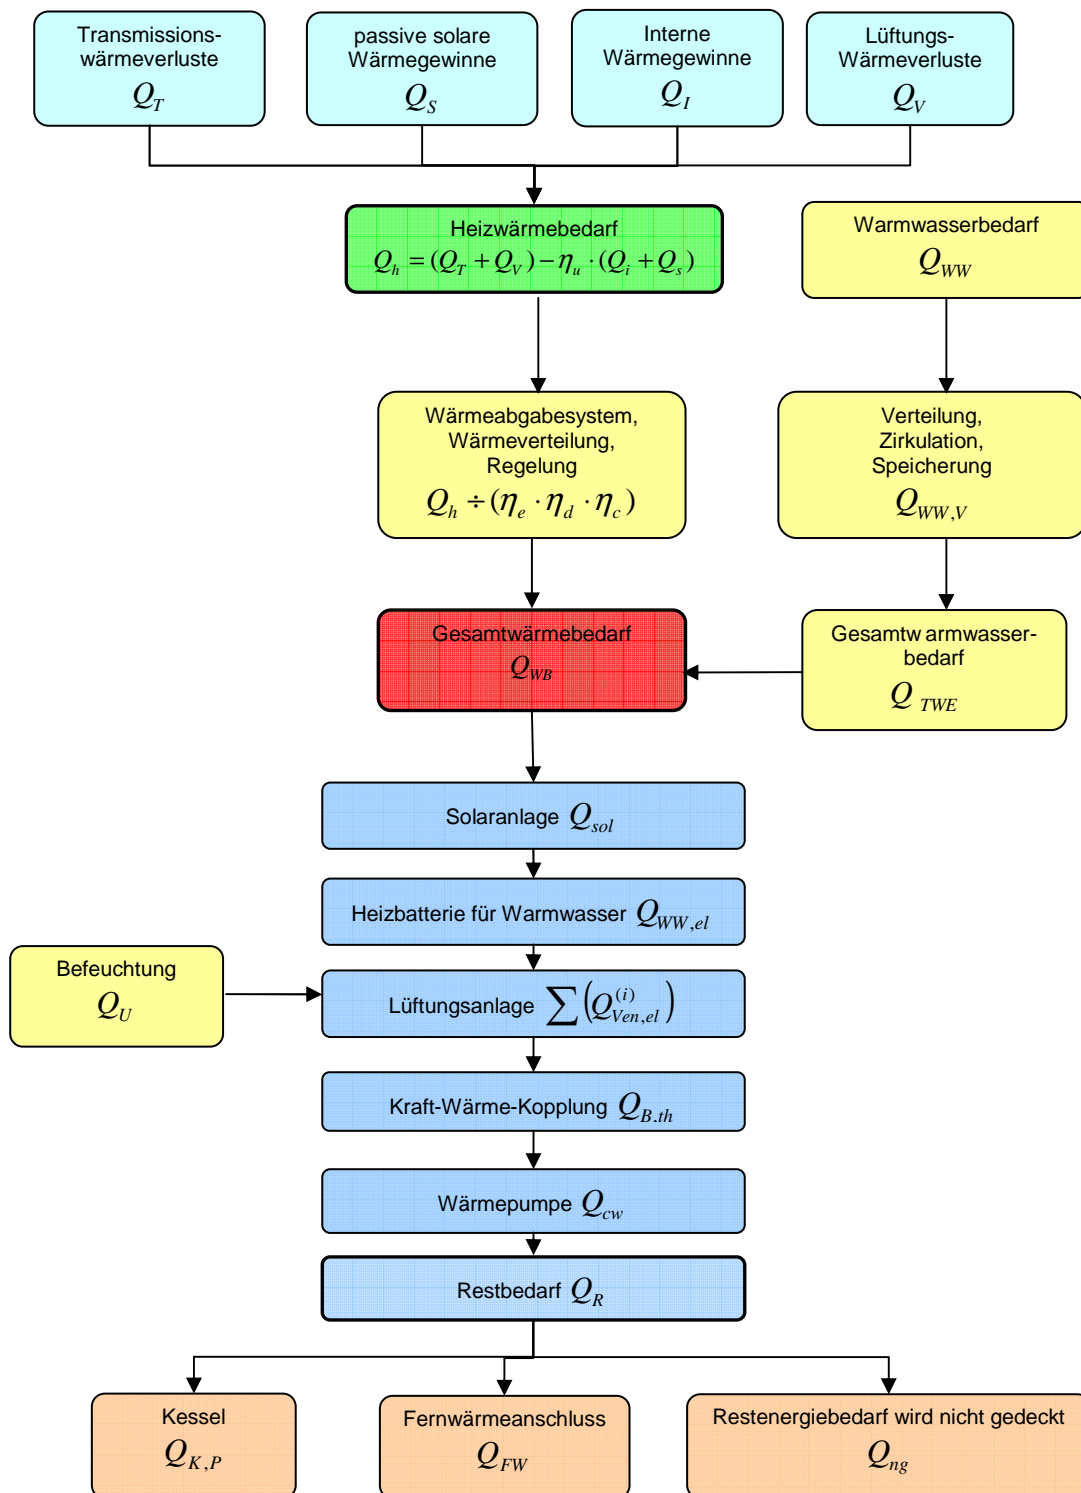 Transmissions-
wärmeverluste
Q_T
passive solare
Wärmegewinne
Q_S
Interne
Wärmegewinne
Q_I
Lüftungs-
Wärmeverluste
Q_V
Heizwärmebedarf
Q_h = (Q_T + Q_V) − η_u · (Q_i + Q_s)
Warmwasserbedarf
Q_WW
Wärmeabgabesystem,
Wärmeverteilung,
Regelung
Q_h ÷ (η_e · η_d · η_c)
Verteilung,
Zirkulation,
Speicherung
Q_WW,V
Gesamtwärmebedarf
Q_WB
Gesamtw armwasser-
bedarf
Q_TWE
Solaranlage Q_sol
Heizbatterie für Warmwasser Q_WW,el
Befeuchtung
Q_U
Lüftungsanlage ∑(Q_Ven,el^(i))
Kraft-Wärme-Kopplung Q_B,th
Wärmepumpe Q_cw
Restbedarf Q_R
Kessel
Q_K,P
Fernwärmeanschluss
Q_FW
Restenergiebedarf wird nicht gedeckt
Q_ng